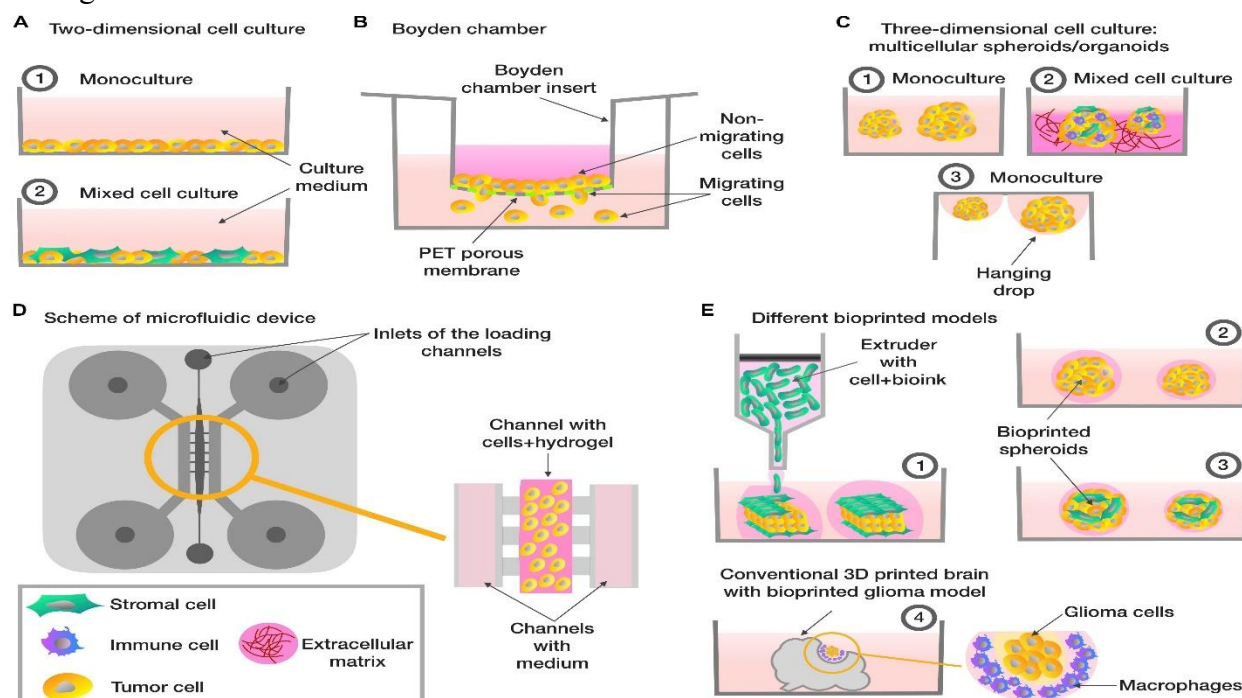 A Two-dimensional cell culture
1 Monoculture
Culture
medium
2 Mixed cell culture
B Boyden chamber
Boyden
chamber insert
Non-
migrating
cells
Migrating
cells
PET porous
membrane
C Three-dimensional cell culture:
multicellular spheroids/organoids
1 Monoculture
2 Mixed cell culture
3 Monoculture
Hanging
drop
D Scheme of microfluidic device
Inlets of the loading
channels
Channel with
cells+hydrogel
Channels
with
medium
Stromal cell
Immune cell
Extracellular
matrix
Tumor cell
E Different bioprinted models
Extruder
with
cell+bioink
1
2
Bioprinted
spheroids
3
Conventional 3D printed brain
with bioprinted glioma model
4
Glioma cells
Macrophages